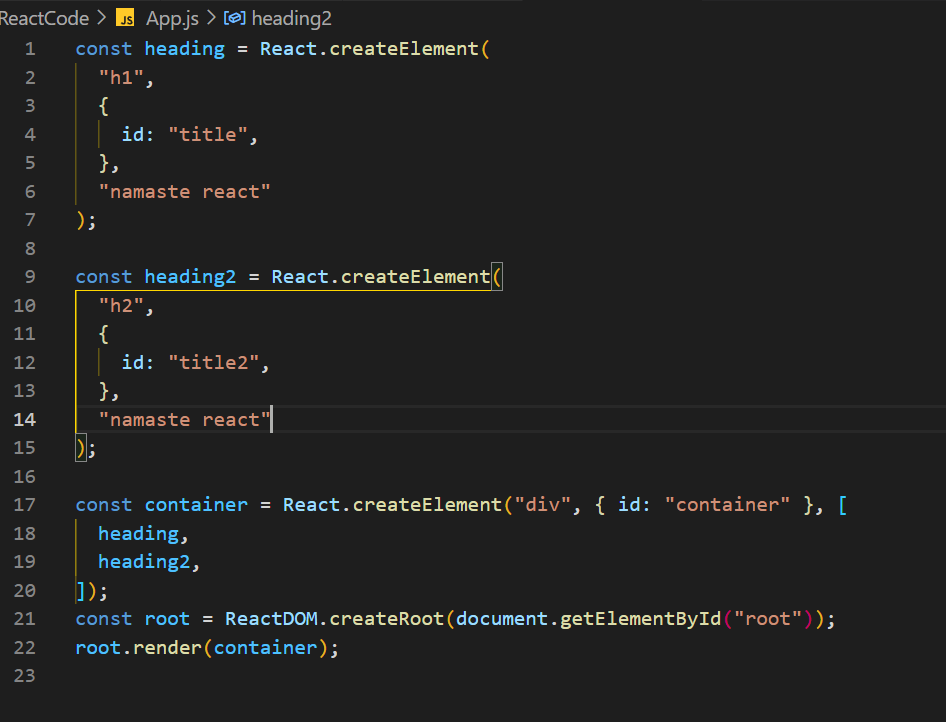 ReactCode > JS App.js > heading2
1 const heading = React.createElement(
2   "h1",
3   {
4     id: "title",
5   },
6   "namaste react"
7 );
8
9 const heading2 = React.createElement(
10   "h2",
11   {
12     id: "title2",
13   },
14   "namaste react"
15 );
16
17 const container = React.createElement("div", { id: "container" }, [
18   heading,
19   heading2,
20 ]);
21 const root = ReactDOM.createRoot(document.getElementById("root"));
22 root.render(container);
23